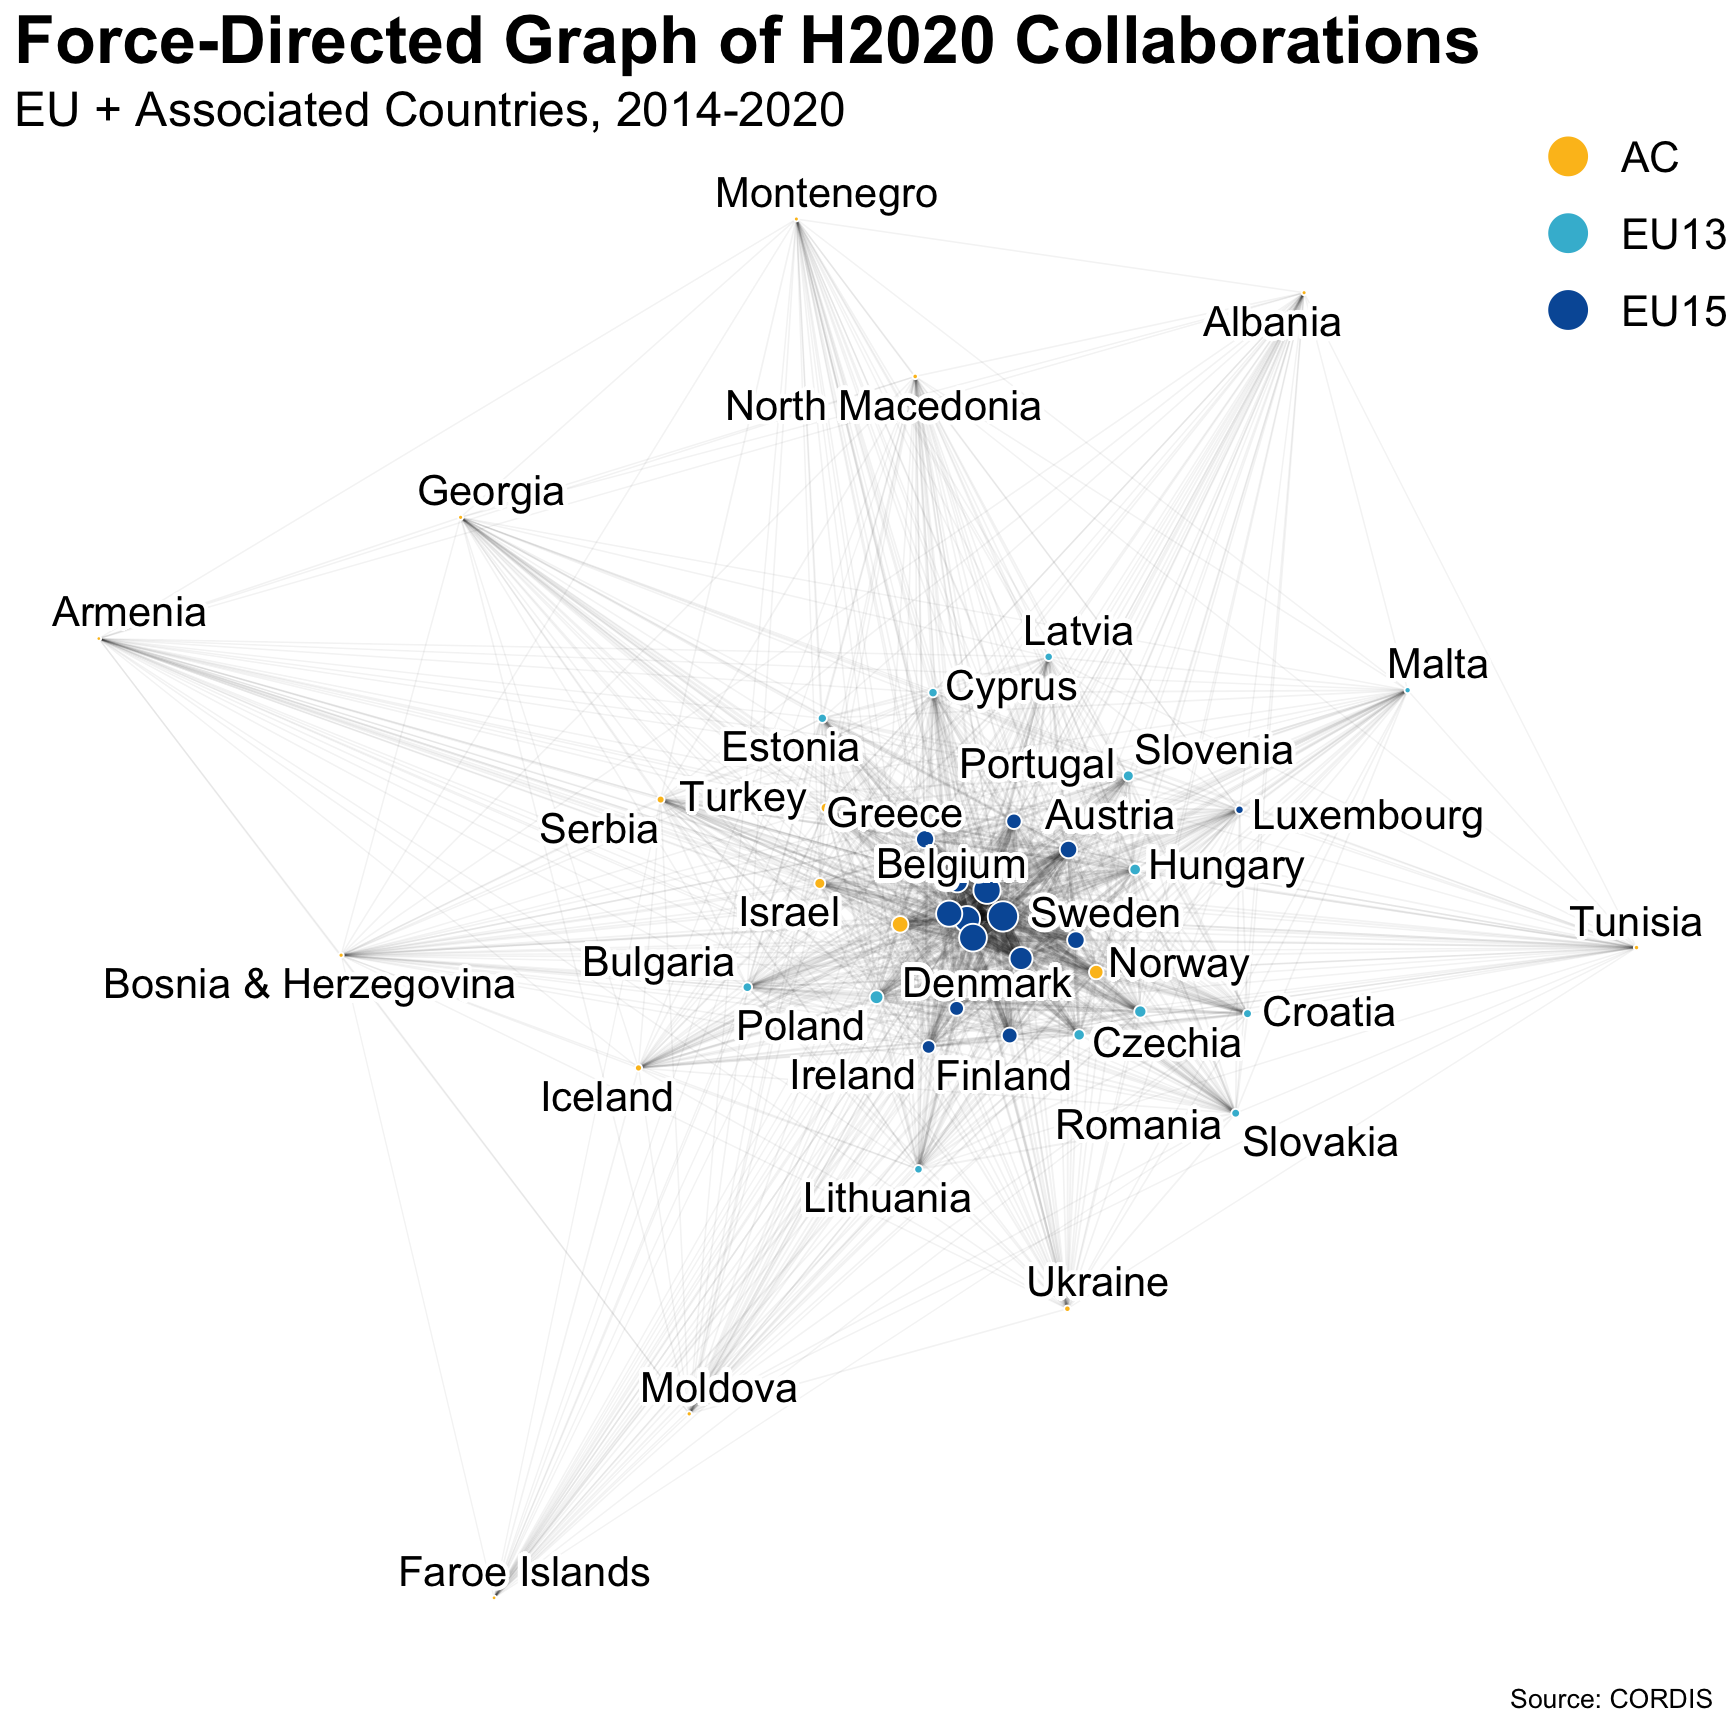 Force-Directed Graph of H2020 Collaborations
EU + Associated Countries, 2014-2020
AC
EU13
EU15
Montenegro
Albania
North Macedonia
Georgia
Armenia
Latvia
Malta
Cyprus
Estonia
Slovenia
Portugal
Turkey
Greece
Austria
Luxembourg
Serbia
Belgium
Hungary
Israel
Sweden
Tunisia
Bulgaria
Norway
Bosnia & Herzegovina
Denmark
Croatia
Poland
Czechia
Ireland
Finland
Iceland
Romania
Slovakia
Lithuania
Ukraine
Moldova
Faroe Islands
Source: CORDIS